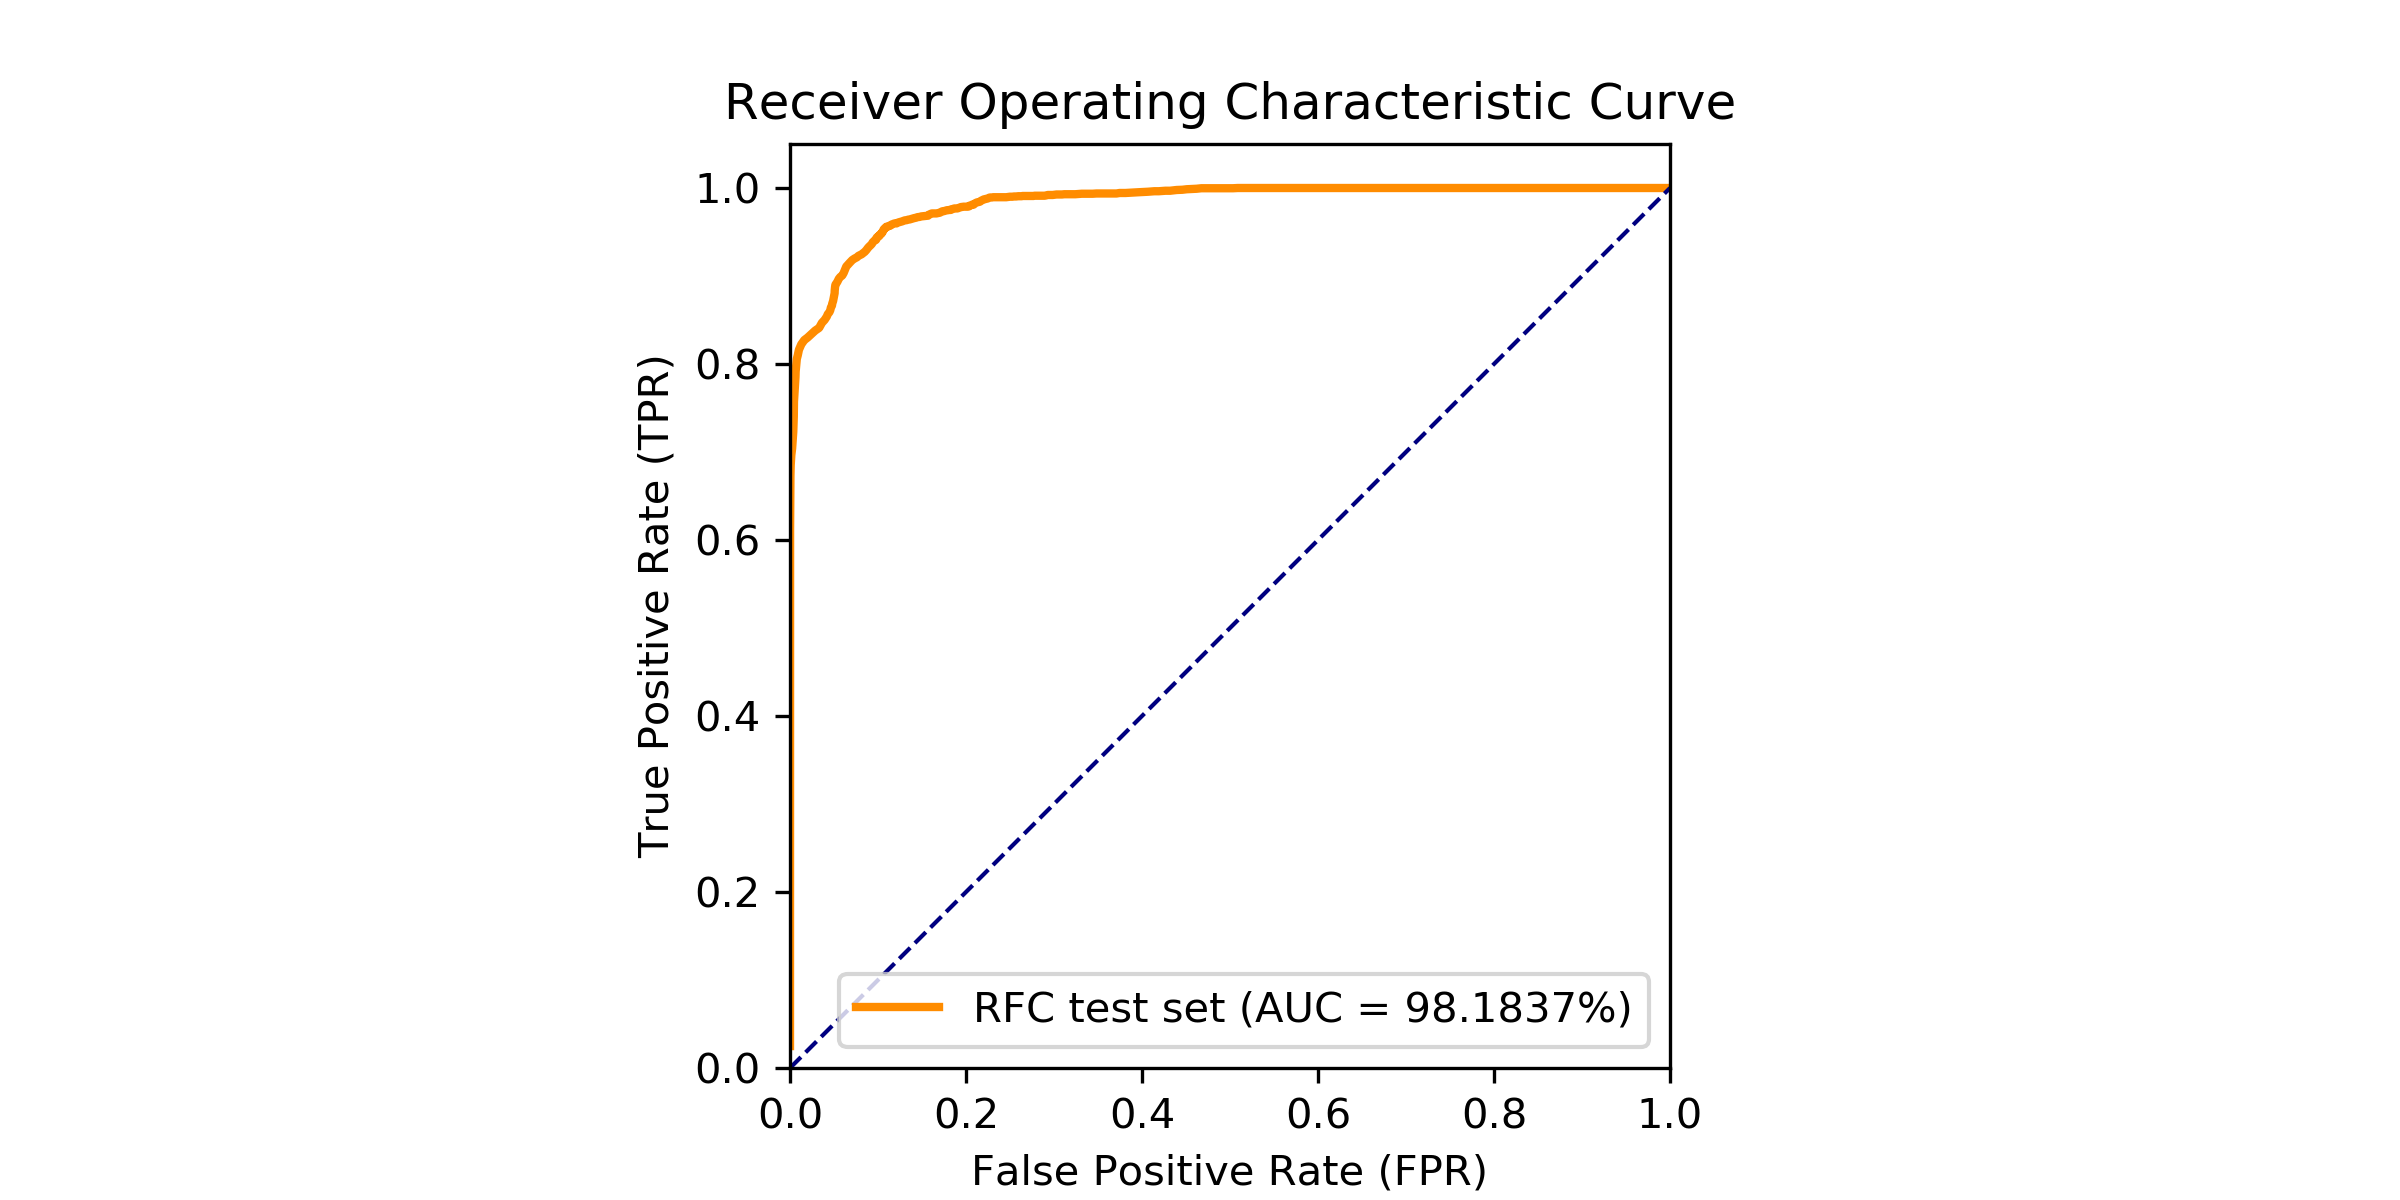 Receiver Operating Characteristic Curve
1.0
0.8
0.6
0.4
0.2
0.0
True Positive Rate (TPR)
RFC test set (AUC = 98.1837%)
0.0 0.2 0.4 0.6 0.8 1.0
False Positive Rate (FPR)